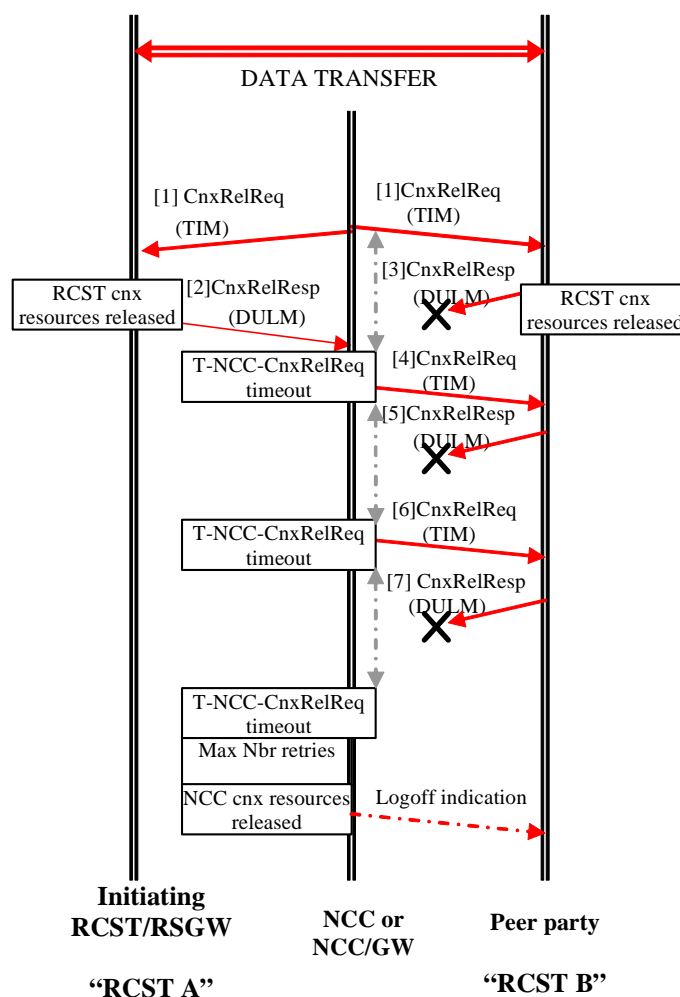 DATA TRANSFER
[1] CnxRelReq
(TIM)
[1]CnxRelReq
(TIM)
RCST cnx
resources released
[2]CnxRelResp
(DULM)
[3]CnxRelResp
(DULM)
RCST cnx
resources released
T-NCC-CnxRelReq
timeout
[4]CnxRelReq
(TIM)
[5]CnxRelResp
(DULM)
T-NCC-CnxRelReq
timeout
[6]CnxRelReq
(TIM)
[7] CnxRelResp
(DULM)
T-NCC-CnxRelReq
timeout
Max Nbr retries
NCC cnx resources
released
Logoff indication
Initiating
RCST/RSGW
“RCST A”
NCC or
NCC/GW
Peer party
“RCST B”